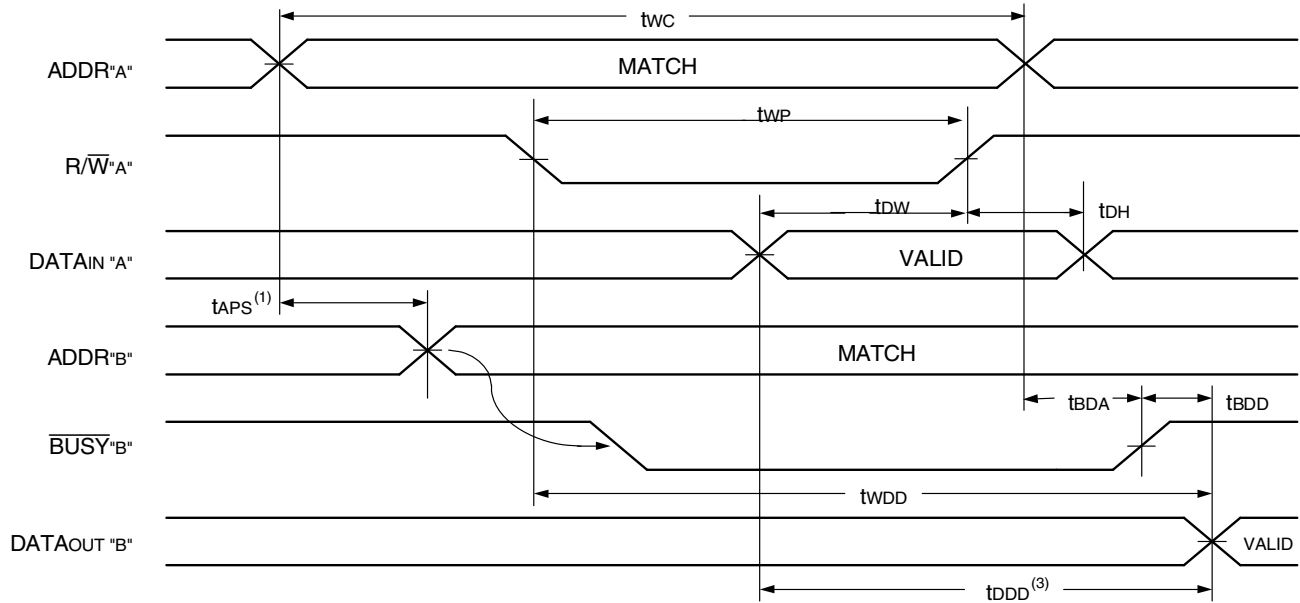 tWC
ADDR"A" MATCH
tWP
R/W"A"
tDW tDH
DATAIN "A" VALID
tAPS(1)
ADDR"B" MATCH
tBDA tBDD
BUSY"B"
tWDD
DATAOUT "B" VALID
tDDD(3)